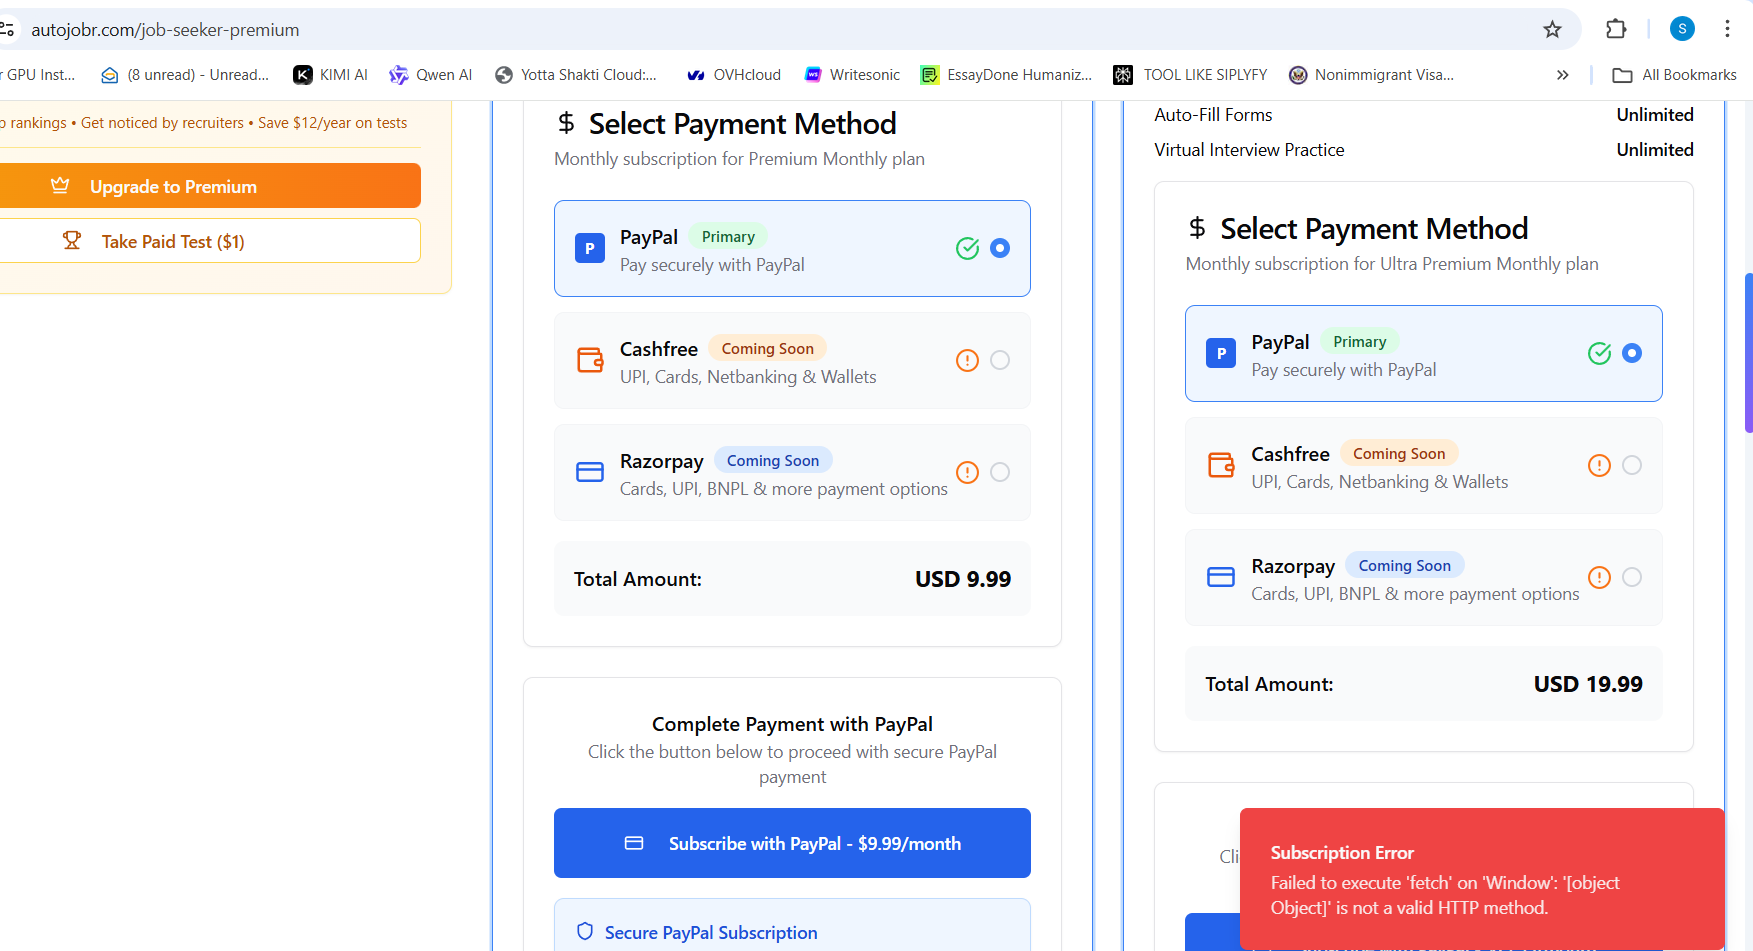 autojobr.com/job-seeker-premium
S
r GPU Inst...
(8 unread) - Unread...
KIMI AI
Qwen AI
Yotta Shakti Cloud:...
OVHcloud
Writesonic
EssayDone Humaniz...
TOOL LIKE SIPLYFY
Nonimmigrant Visa...
»
All Bookmarks
p rankings • Get noticed by recruiters • Save $12/year on tests
Upgrade to Premium
Take Paid Test ($1)
$ Select Payment Method
Monthly subscription for Premium Monthly plan
P
PayPal Primary
Pay securely with PayPal
Cashfree Coming Soon
UPI, Cards, Netbanking & Wallets
Razorpay Coming Soon
Cards, UPI, BNPL & more payment options
Total Amount: USD 9.99
Complete Payment with PayPal
Click the button below to proceed with secure PayPal
payment
Subscribe with PayPal - $9.99/month
Secure PayPal Subscription
Auto-Fill Forms Unlimited
Virtual Interview Practice Unlimited
$ Select Payment Method
Monthly subscription for Ultra Premium Monthly plan
P
PayPal Primary
Pay securely with PayPal
Cashfree Coming Soon
UPI, Cards, Netbanking & Wallets
Razorpay Coming Soon
Cards, UPI, BNPL & more payment options
Total Amount: USD 19.99
Cli
Subscription Error
Failed to execute 'fetch' on 'Window': '[object
Object]' is not a valid HTTP method.